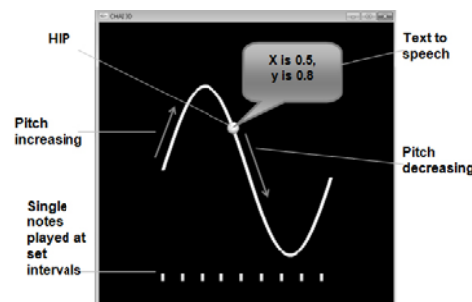 CHAI3D
HIP
Text to
speech
X is 0.5,
y is 0.8
Pitch
increasing
Pitch
decreasing
Single
notes
played at
set
intervals